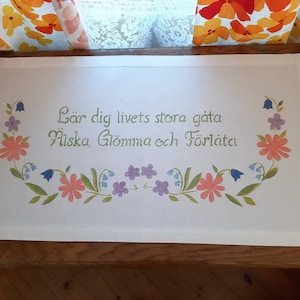 Lär dig livets stora gåta
Älska, Glömma och Förlåta